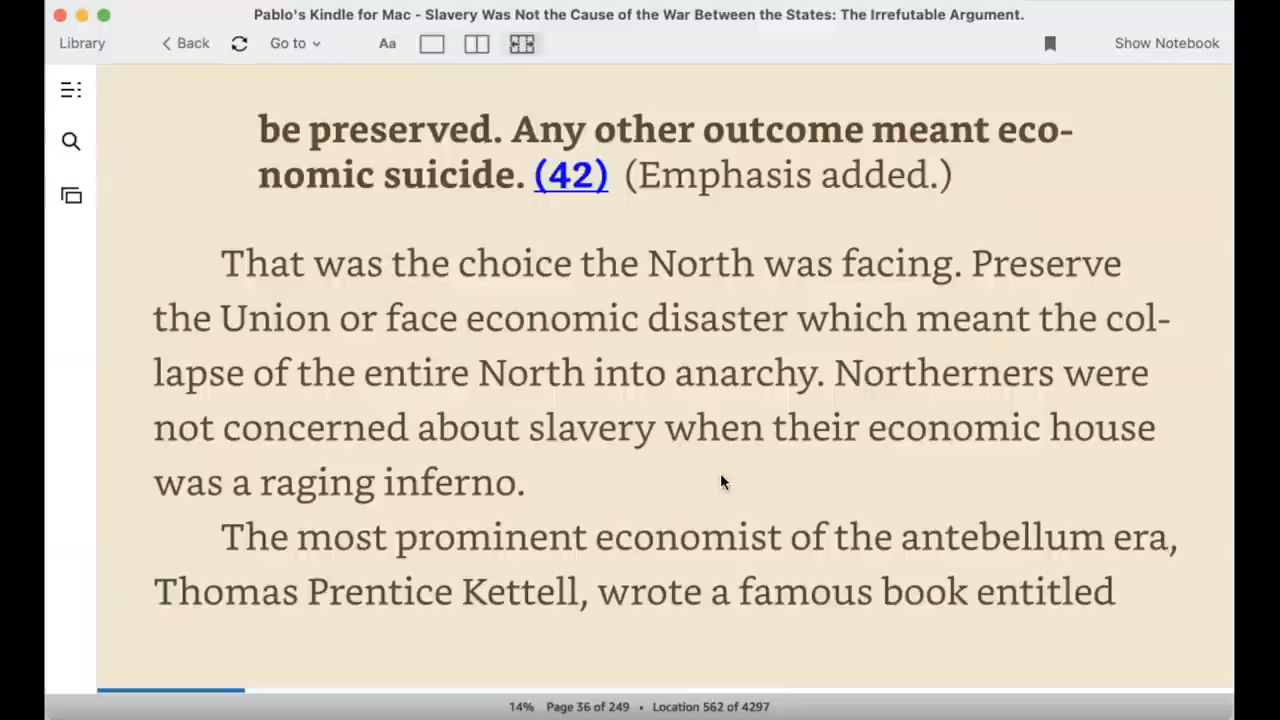 Pablo's Kindle for Mac - Slavery Was Not the Cause of the War Between the States: The Irrefutable Argument.
Library Back Go to Aa Show Notebook
be preserved. Any other outcome meant eco-
nomic suicide. (42) (Emphasis added.)
That was the choice the North was facing. Preserve
the Union or face economic disaster which meant the col-
lapse of the entire North into anarchy. Northerners were
not concerned about slavery when their economic house
was a raging inferno.
The most prominent economist of the antebellum era,
Thomas Prentice Kettell, wrote a famous book entitled
14% Page 36 of 249 • Location 562 of 4297